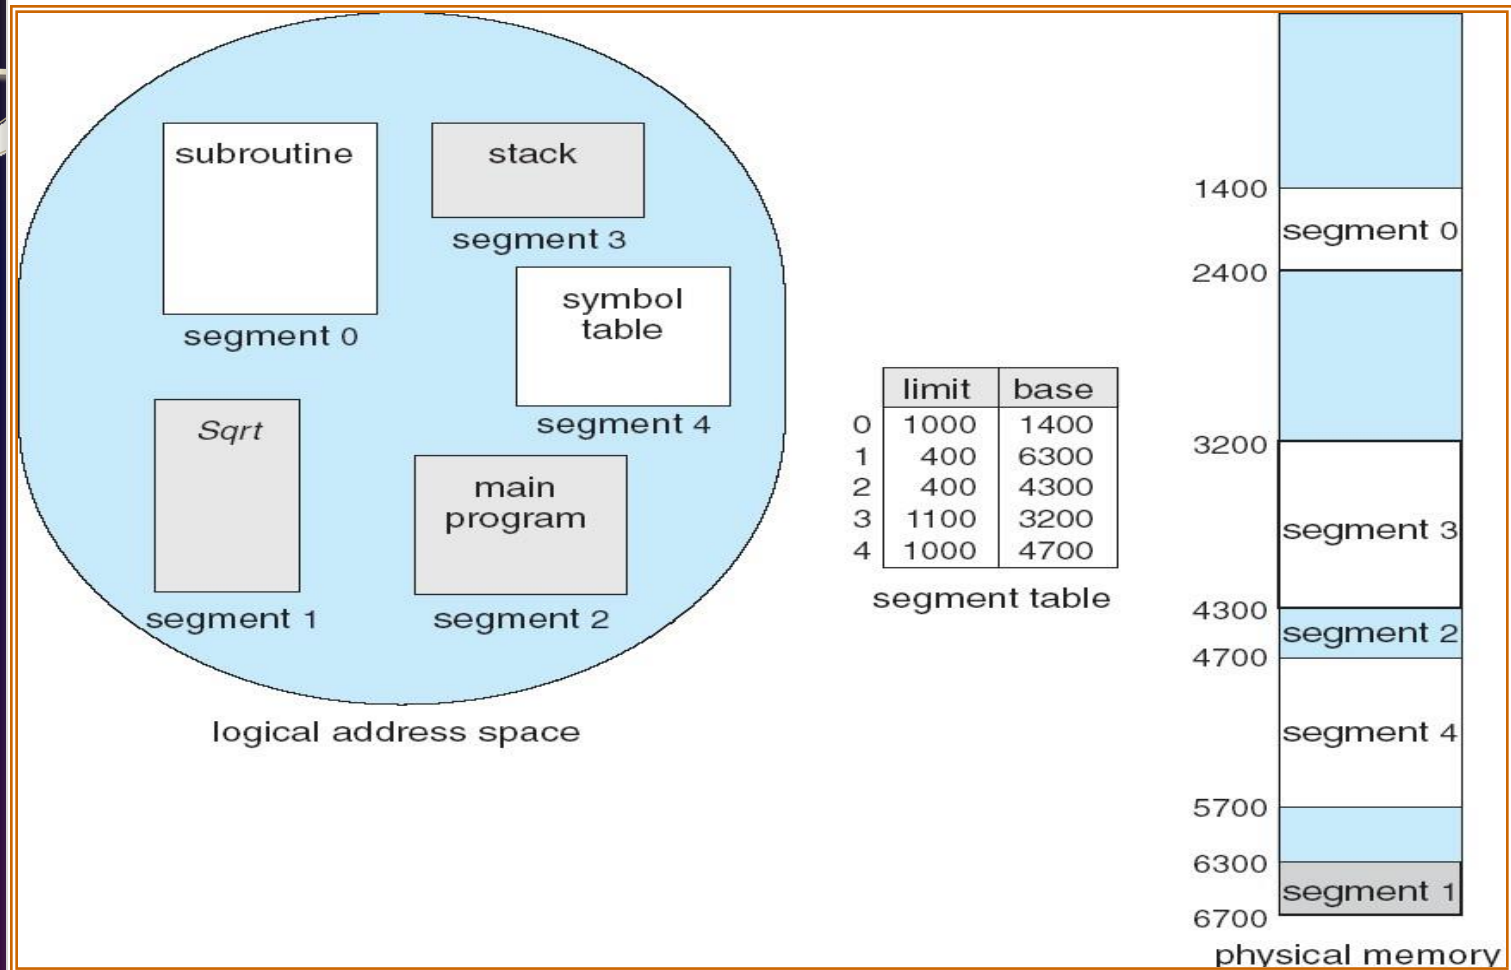 subroutine
segment 0
stack
segment 3
symbol
table
segment 4
Sqrt
segment 1
main
program
segment 2
logical address space
limit base
0 1000 1400
1 400 6300
2 400 4300
3 1100 3200
4 1000 4700
segment table
1400
segment 0
2400
3200
segment 3
4300
segment 2
4700
segment 4
5700
6300
segment 1
6700
physical memory